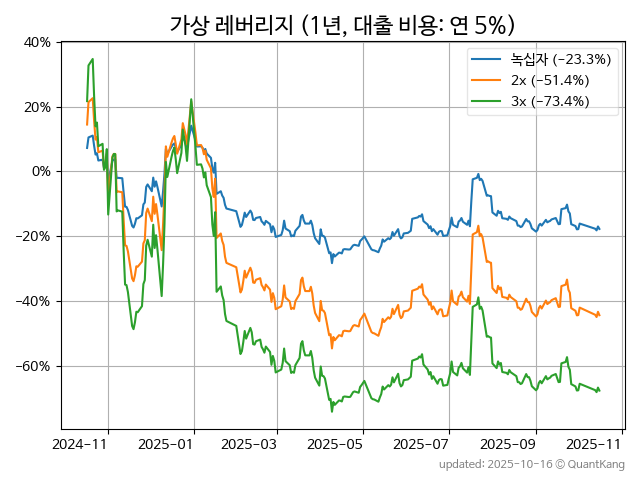 가상 레버리지 (1년, 대출 비용: 연 5%)
녹십자 (−23.3%)
2x (−51.4%)
3x (−73.4%)
40%
20%
0%
−20%
−40%
−60%
2024−11 2025−01 2025−03 2025−05 2025−07 2025−09 2025−11
updated: 2025-10-16 © QuantKang